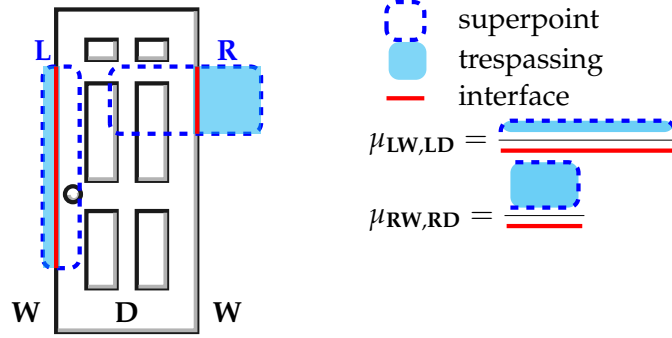 L
R
W
D
W
superpoint
trespassing
interface
μLW,LD =
μRW,RD =